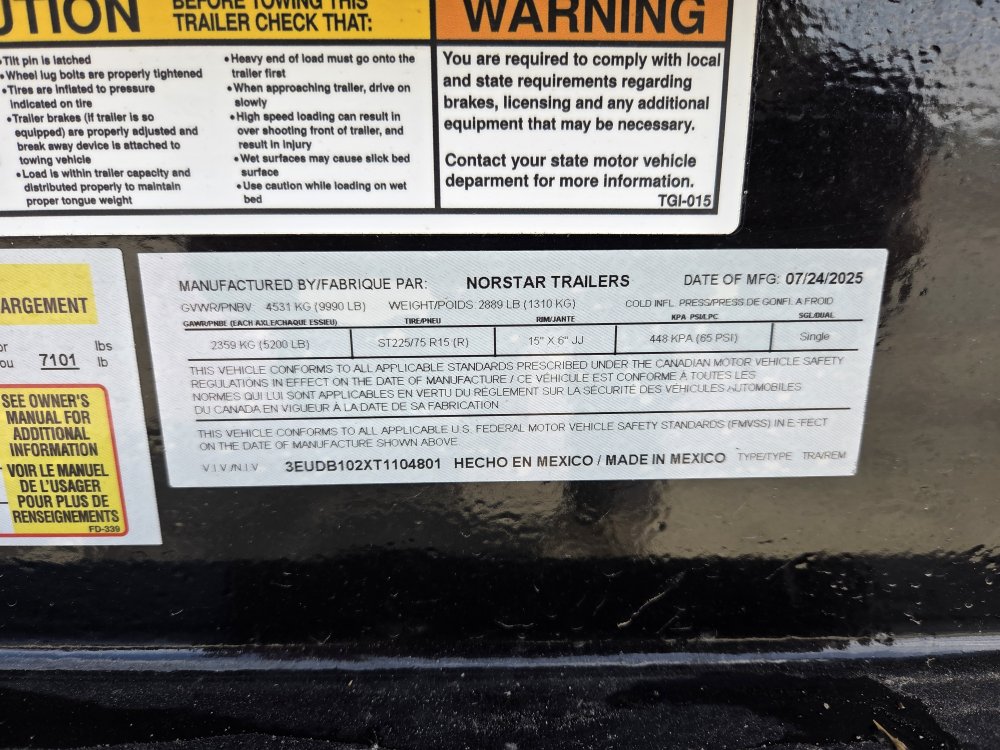 UTION
BEFORE TOWING THIS
TRAILER CHECK THAT:
•Tilt pin is latched
•Wheel lug bolts are properly tightened
•Tires are inflated to pressure
indicated on tire
•Trailer brakes (if trailer is so
equipped) are properly adjusted and
break away device is attached to
towing vehicle
•Load is within trailer capacity and
distributed properly to maintain
proper tongue weight
•Heavy end of load must go onto the
trailer first
•When approaching trailer, drive on
slowly
•High speed loading can result in
over shooting front of trailer, and
result in injury
•Wet surfaces may cause slick bed
surface
•Use caution while loading on wet
bed
WARNING
You are required to comply with local
and state requirements regarding
brakes, licensing and any additional
equipment that may be necessary.
Contact your state motor vehicle
deparment for more information.
TGI-015
ARGEMENT
or lbs
ou 7101 lb
SEE OWNER'S
MANUAL FOR
ADDITIONAL
INFORMATION
VOIR LE MANUEL
DE L'USAGER
POUR PLUS DE
RENSEIGNEMENTS
FD-339
MANUFACTURED BY/FABRIQUE PAR: NORSTAR TRAILERS DATE OF MFG: 07/24/2025
GVWR/PNBV 4531 KG (9990 LB) WEIGHT/POIDS 2889 LB (1310 KG) COLD INFL. PRESS/PRESS DE GONFL A FROID
GAWR/PNBE (EACH AXLE/CHAQUE ESSIEU) TIRE/PNEU RIM/JANTE KPA PSI/LPC SGL/DUAL
2359 KG (5200 LB) ST225/75 R15 (R) 15" X 6" JJ 448 KPA (65 PSI) Single
THIS VEHICLE CONFORMS TO ALL APPLICABLE STANDARDS PRESCRIBED UNDER THE CANADIAN MOTOR VEHICLE SAFETY
REGULATIONS IN EFFECT ON THE DATE OF MANUFACTURE / CE VÉHICULE EST CONFORME À TOUTES LES
NORMES QUI LUI SONT APPLICABLES EN VERTU DU RÈGLEMENT SUR LA SÉCURITÉ DES VÉHICULES AUTOMOBILES
DU CANADA EN VIGUEUR À LA DATE DE SA FABRICATION
THIS VEHICLE CONFORMS TO ALL APPLICABLE U.S. FEDERAL MOTOR VEHICLE SAFETY STANDARDS (FMVSS) IN EFFECT
ON THE DATE OF MANUFACTURE SHOWN ABOVE
V.I.V./N.I.V 3EUDB102XT1104801 HECHO EN MEXICO / MADE IN MEXICO TYPE/TYPE TRA/REM